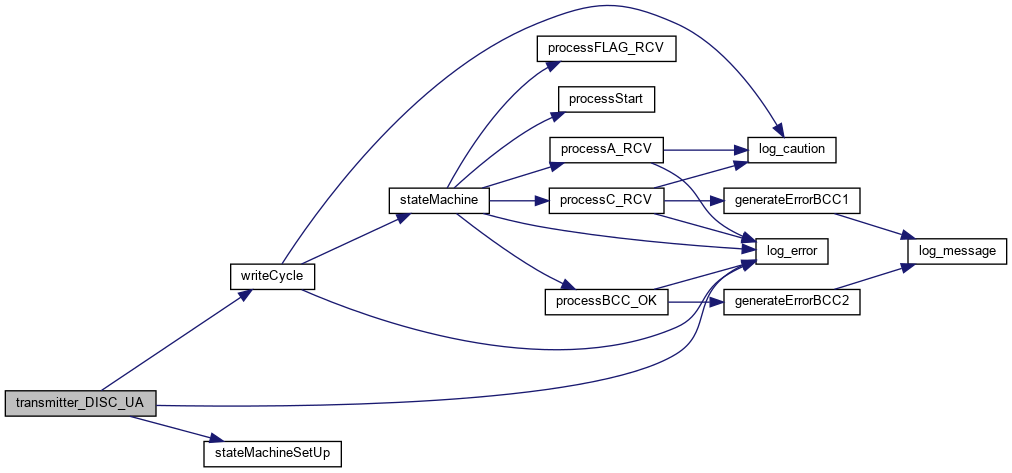 processFLAG_RCV
processStart
processA_RCV
log_caution
stateMachine
processC_RCV
generateErrorBCC1
log_error
log_message
writeCycle
processBCC_OK
generateErrorBCC2
transmitter_DISC_UA
stateMachineSetUp